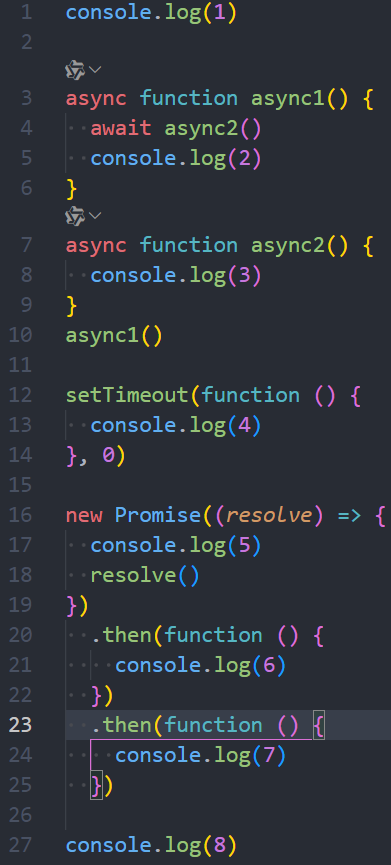 1 console.log(1)
2
3 async function async1() {
4 await async2()
5 console.log(2)
6 }
7 async function async2() {
8 console.log(3)
9 }
10 async1()
11
12 setTimeout(function () {
13 console.log(4)
14 }, 0)
15
16 new Promise((resolve) => {
17 console.log(5)
18 resolve()
19 })
20 .then(function () {
21 console.log(6)
22 })
23 .then(function () {
24 console.log(7)
25 })
26
27 console.log(8)